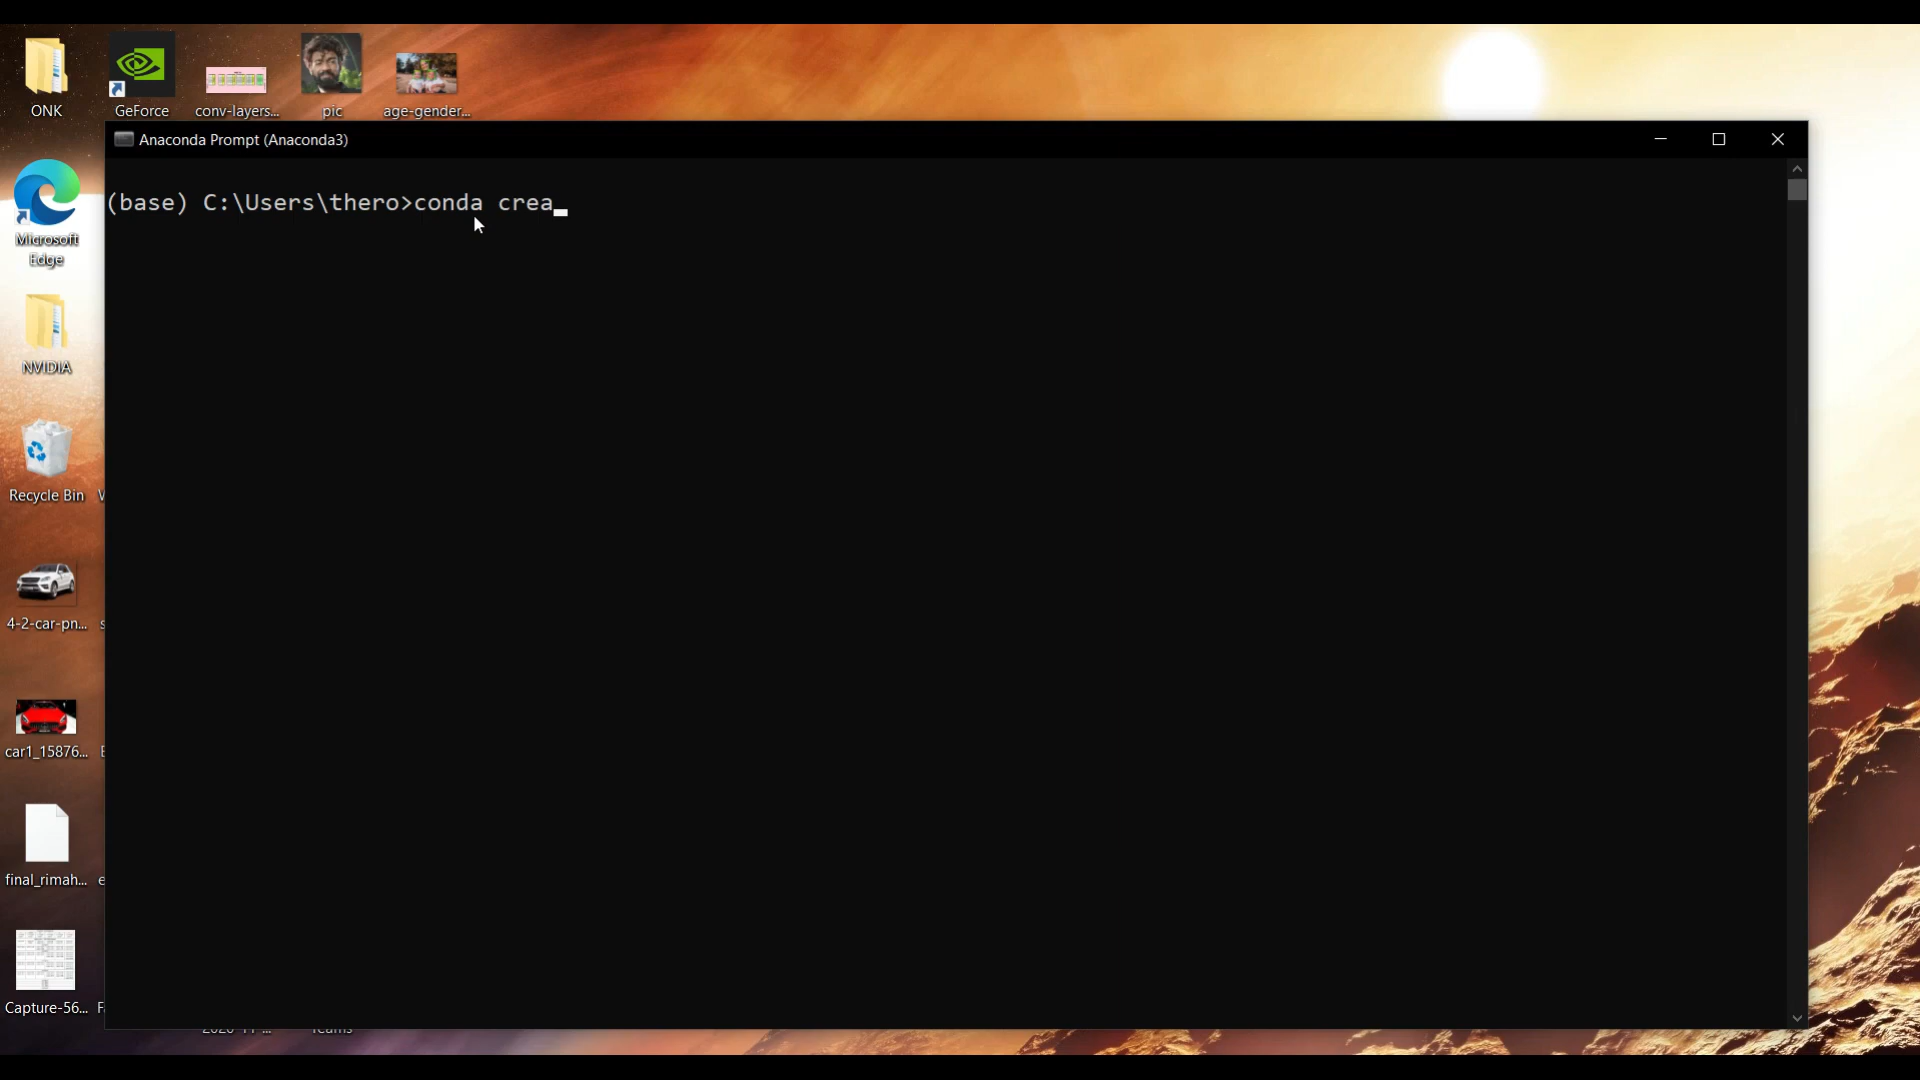 ONK
GeForce
conv-layers...
pic
age-gender...
Anaconda Prompt (Anaconda3)
(base) C:\Users\thero>conda crea
Microsoft
Edge
NVIDIA
Recycle Bin
4-2-car-pn...
car1_15876...
final_rimah...
Capture-56...